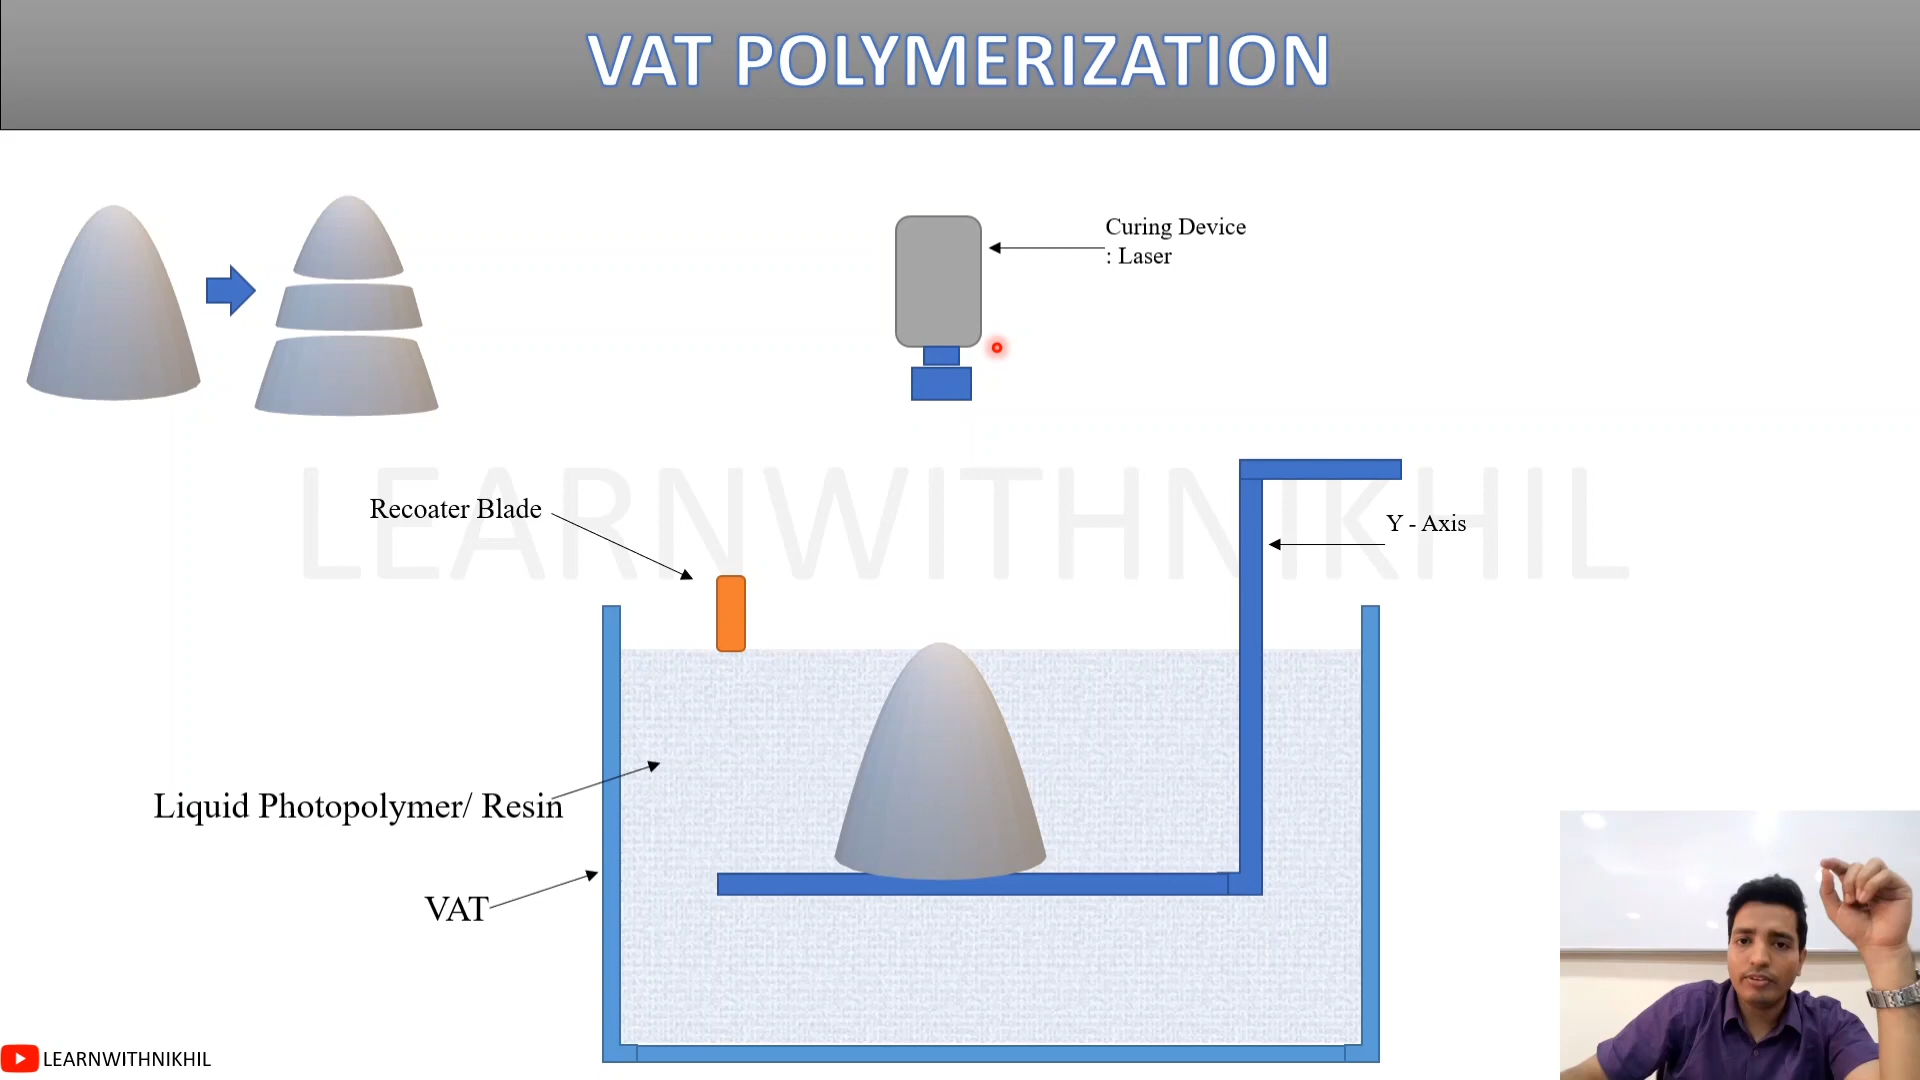 VAT POLYMERIZATION
Curing Device
: Laser
LEARNWITHNIKHIL
Recoater Blade
Y - Axis
Liquid Photopolymer/ Resin
VAT
LEARNWITHNIKHIL